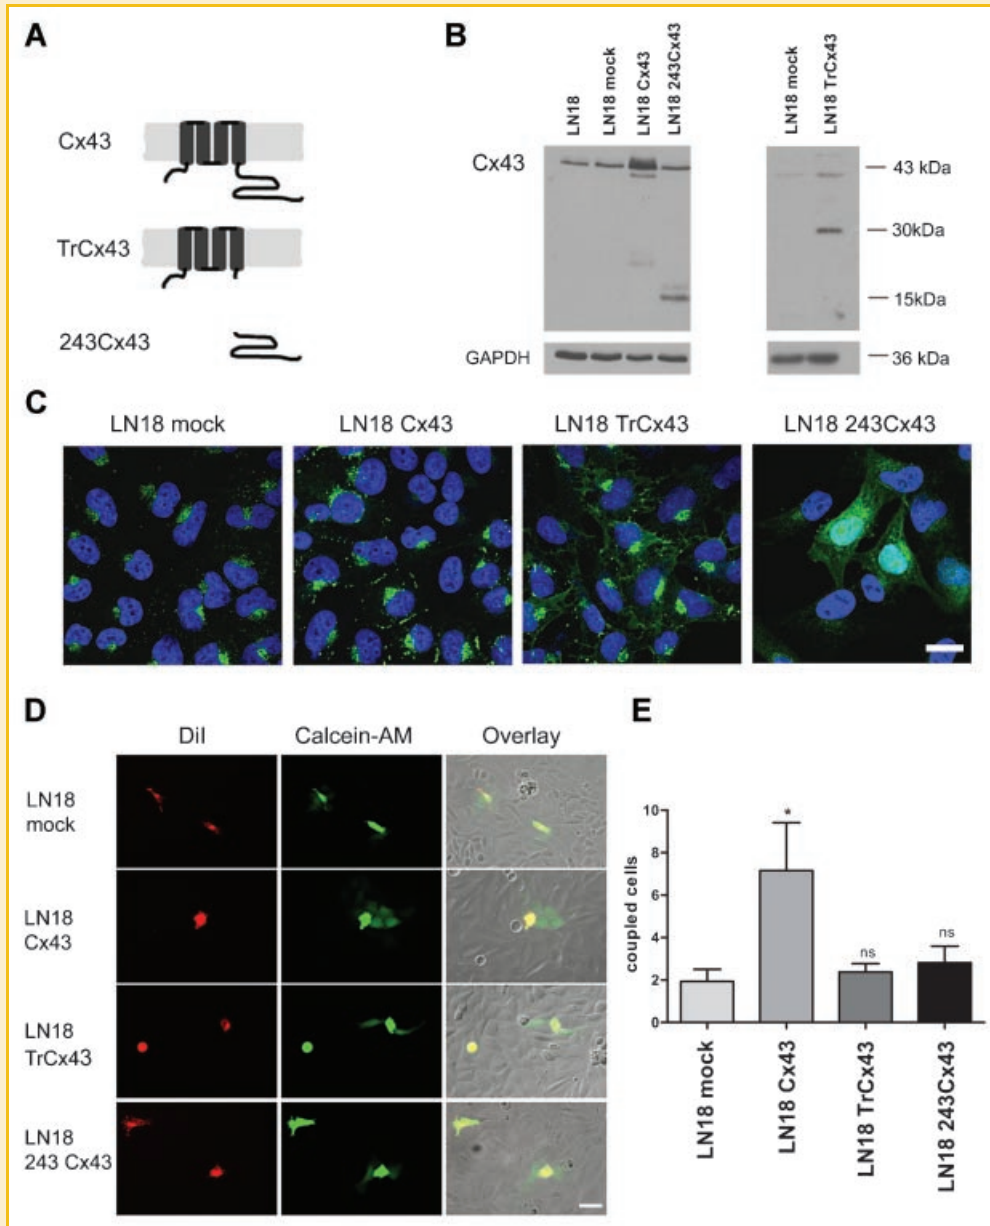 A
Cx43
TrCx43
243Cx43
B
LN18
LN18 mock
LN18 Cx43
LN18 243Cx43
LN18 mock
LN18 TrCx43
Cx43
43 kDa
30kDa
15kDa
GAPDH
36 kDa
C
LN18 mock
LN18 Cx43
LN18 TrCx43
LN18 243Cx43
D
DiI
Calcein-AM
Overlay
LN18
mock
LN18
Cx43
LN18
TrCx43
LN18
243 Cx43
E
coupled cells
10
8
6
4
2
0
*
ns
ns
LN18 mock
LN18 Cx43
LN18 TrCx43
LN18 243Cx43